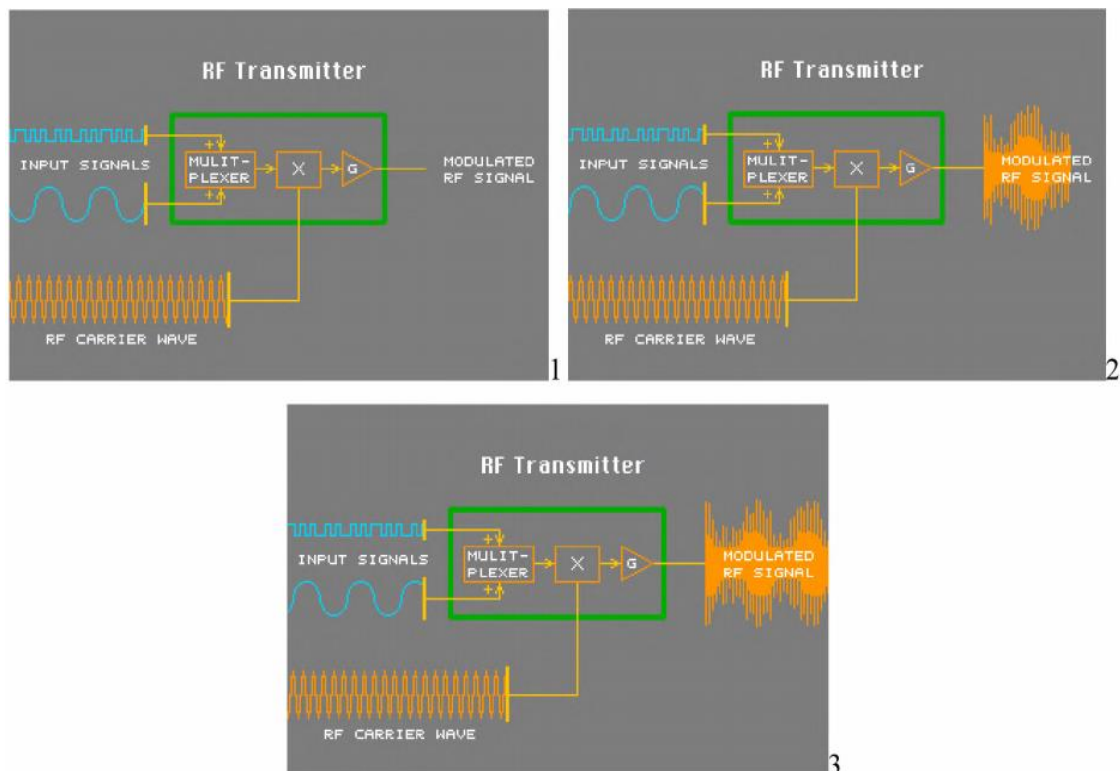 RF Transmitter
INPUT SIGNALS
MULIT-
PLEXER
X
G
MODULATED
RF SIGNAL
RF CARRIER WAVE
1
RF Transmitter
INPUT SIGNALS
MULIT-
PLEXER
X
G
MODULATED
RF SIGNAL
RF CARRIER WAVE
2
RF Transmitter
INPUT SIGNALS
MULIT-
PLEXER
X
G
MODULATED
RF SIGNAL
RF CARRIER WAVE
3